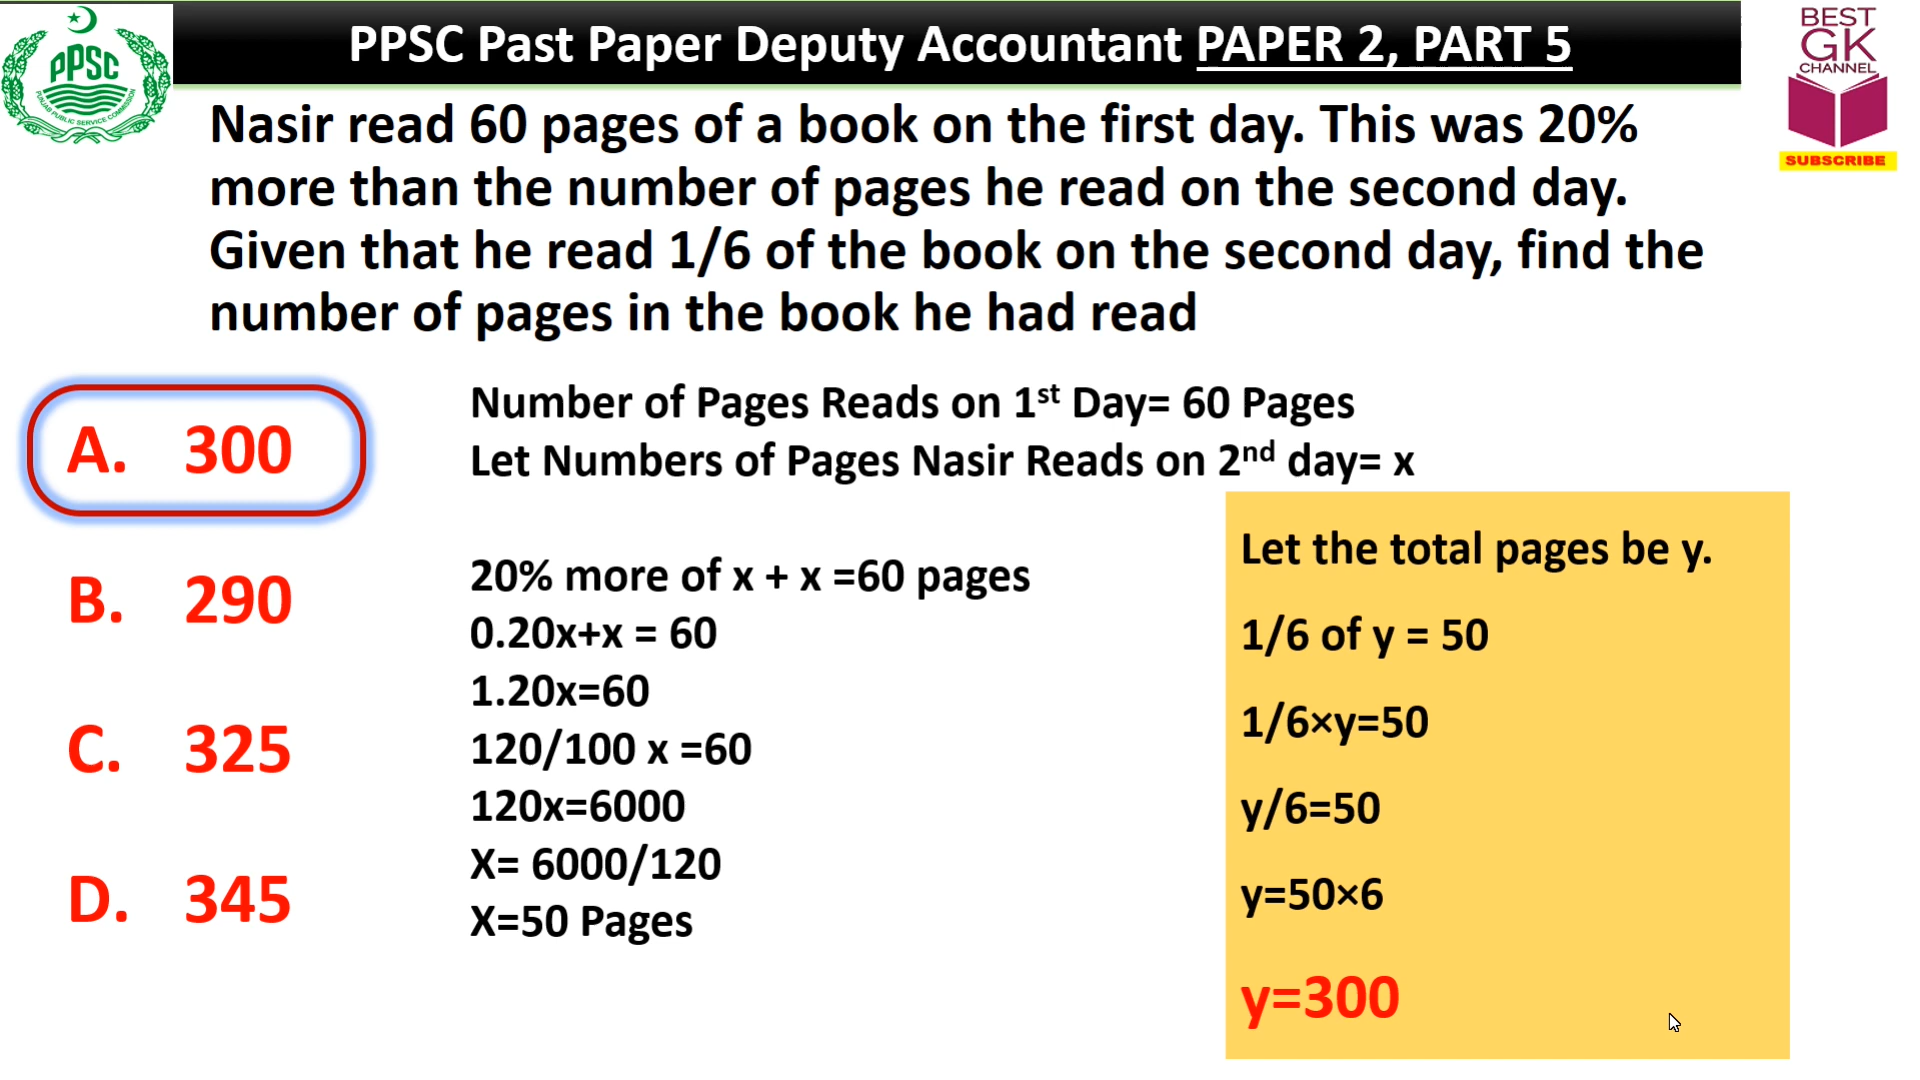 PPSC Past Paper Deputy Accountant PAPER 2, PART 5
PPSC
PUNJAB PUBLIC SERVICE COMMISSION
BEST
GK
CHANNEL
SUBSCRIBE
Nasir read 60 pages of a book on the first day. This was 20%
more than the number of pages he read on the second day.
Given that he read 1/6 of the book on the second day, find the
number of pages in the book he had read
A. 300
B. 290
C. 325
D. 345
Number of Pages Reads on 1st Day= 60 Pages
Let Numbers of Pages Nasir Reads on 2nd day= x
20% more of x + x =60 pages
0.20x+x = 60
1.20x=60
120/100 x =60
120x=6000
X= 6000/120
X=50 Pages
Let the total pages be y.
1/6 of y = 50
1/6×y=50
y/6=50
y=50×6
y=300